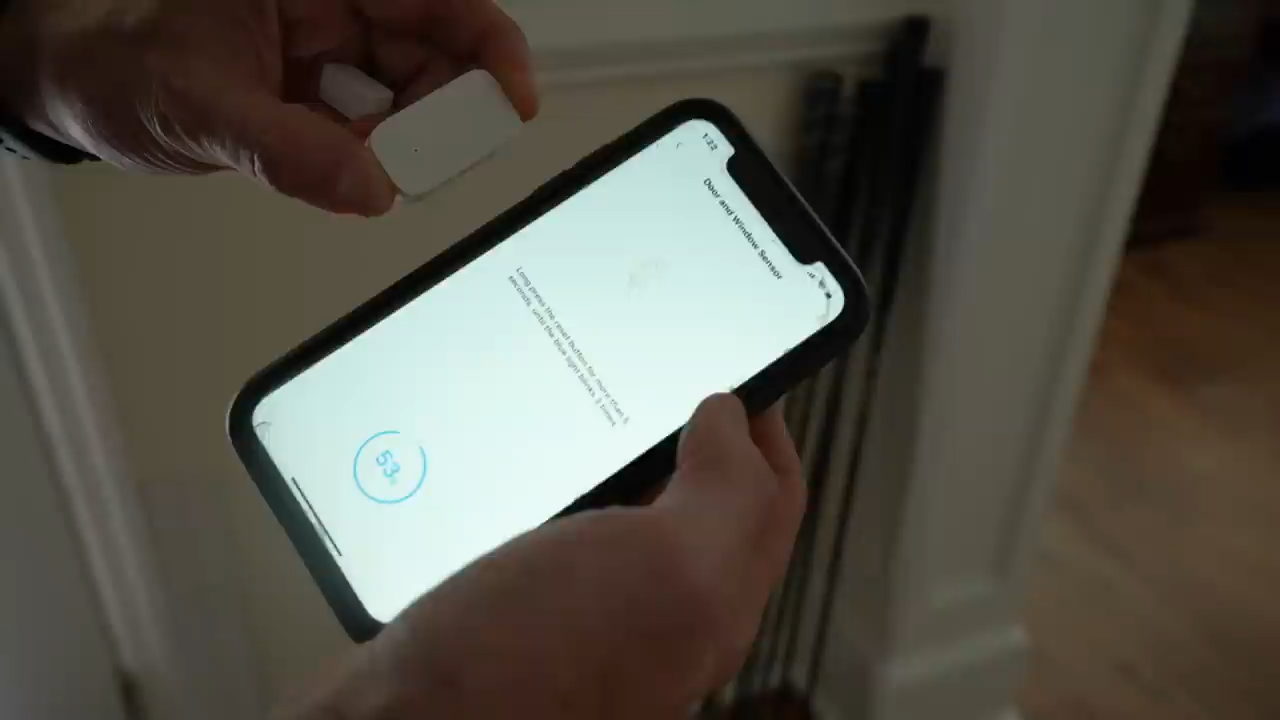 1:22
Door and Window Sensor
Long press the reset button for more than 5
seconds, until the blue light blinks 3 times
53s